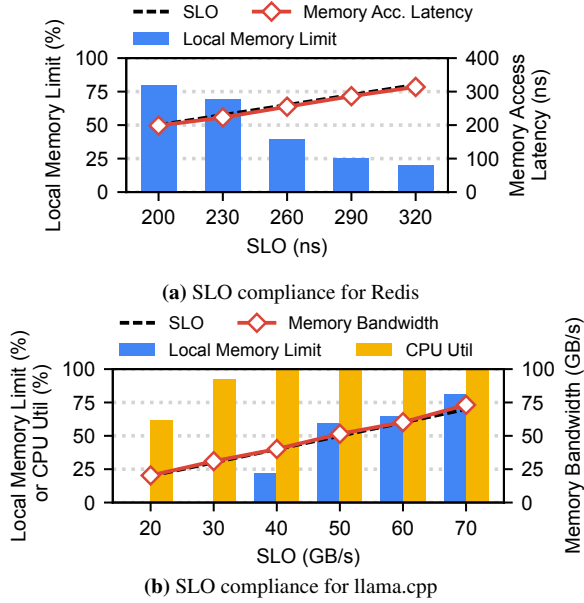 SLO Memory Acc. Latency
Local Memory Limit
Local Memory Limit (%)
100
75
50
25
0
400
300
200
100
0
Memory Access
Latency (ns)
200 230 260 290 320
SLO (ns)
(a) SLO compliance for Redis
SLO Memory Bandwidth
Local Memory Limit CPU Util
Local Memory Limit (%)
or CPU Util (%)
100
75
50
25
0
100
75
50
25
0
Memory Bandwidth (GB/s)
20 30 40 50 60 70
SLO (GB/s)
(b) SLO compliance for llama.cpp